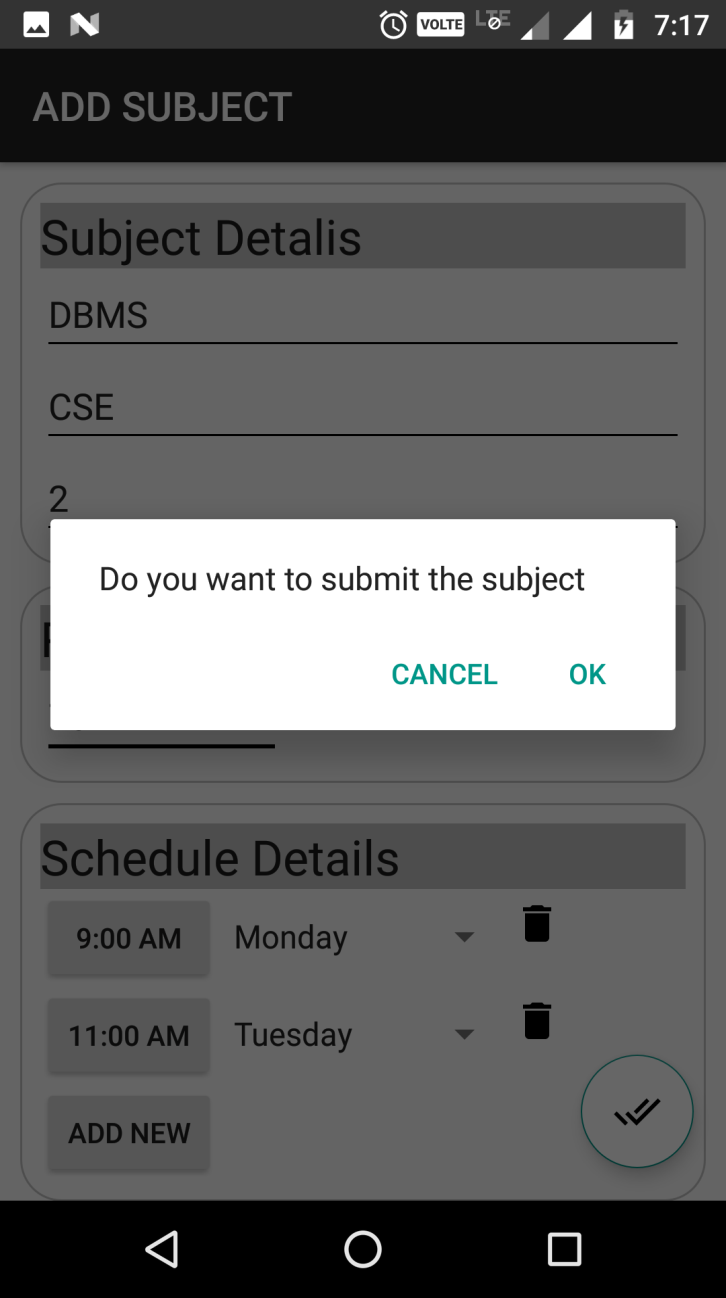 VOLTE LTE 7:17
ADD SUBJECT
Subject Detalis
DBMS
CSE
2
Do you want to submit the subject
CANCEL OK
Schedule Details
9:00 AM Monday
11:00 AM Tuesday
ADD NEW